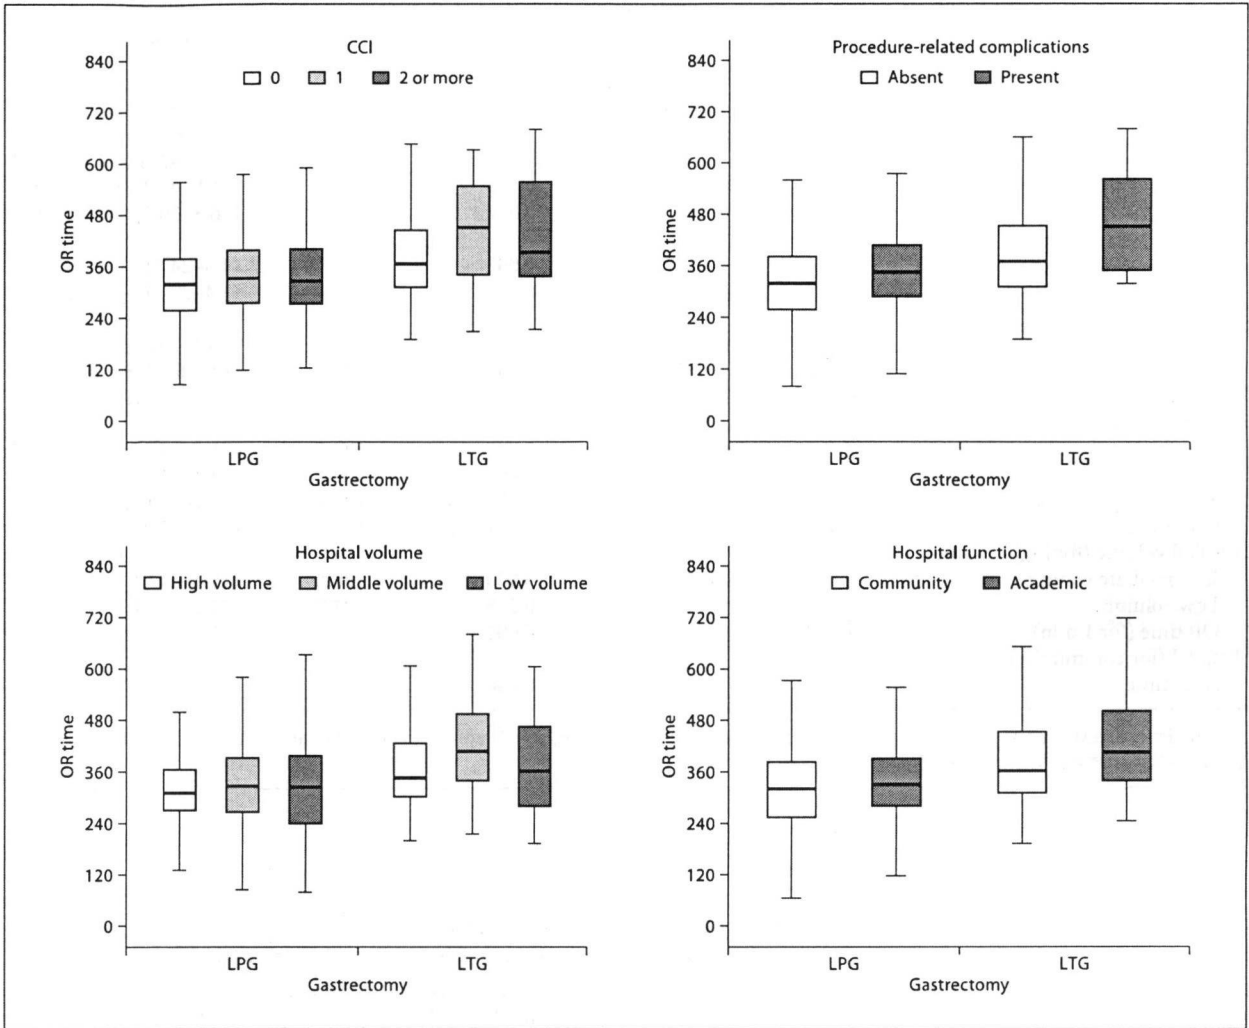 CCI
0 1 2 or more
840
720
600
480
360
240
120
0
OR time
LPG LTG
Gastrectomy
Procedure-related complications
Absent Present
840
720
600
480
360
240
120
0
OR time
LPG LTG
Gastrectomy
Hospital volume
High volume Middle volume Low volume
840
720
600
480
360
240
120
0
OR time
LPG LTG
Gastrectomy
Hospital function
Community Academic
840
720
600
480
360
240
120
0
OR time
LPG LTG
Gastrectomy